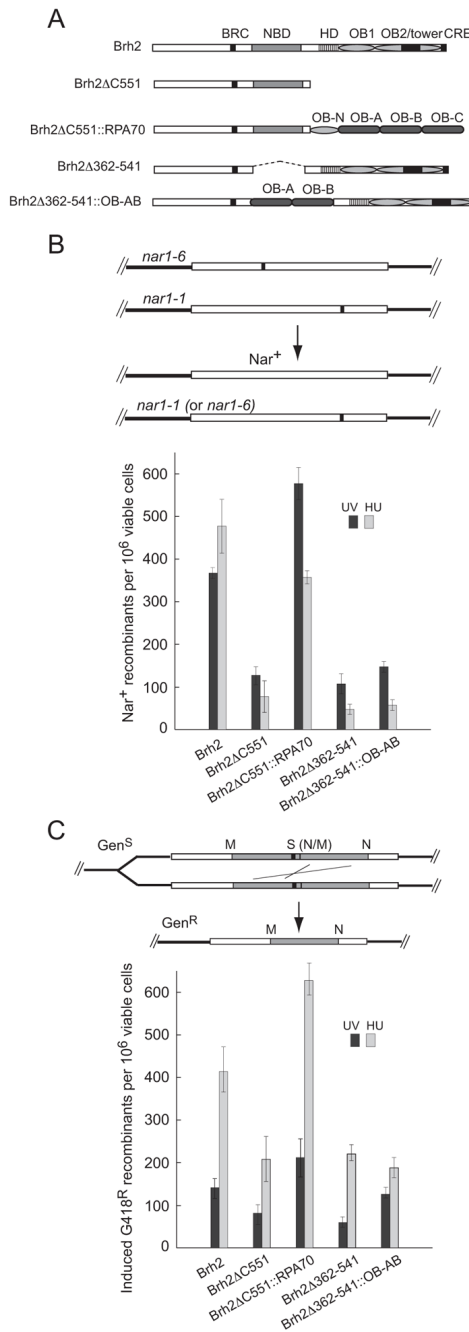 A
BRC NBD HD OB1 OB2/tower CRE
Brh2
Brh2ΔC551
OB-N OB-A OB-B OB-C
Brh2ΔC551::RPA70
Brh2Δ362-541
OB-A OB-B
Brh2Δ362-541::OB-AB
B
nar1-6
nar1-1
Nar+
nar1-1 (or nar1-6)
600
500
400
300
200
100
0
Nar+ recombinants per 10^6 viable cells
UV HU
Brh2
Brh2ΔC551
Brh2ΔC551::RPA70
Brh2Δ362-541
Brh2Δ362-541::OB-AB
C
GenS M S (N/M) N
GenR M N
600
500
400
300
200
100
0
Induced G418R recombinants per 10^6 viable cells
UV HU
Brh2
Brh2ΔC551
Brh2ΔC551::RPA70
Brh2Δ362-541
Brh2Δ362-541::OB-AB